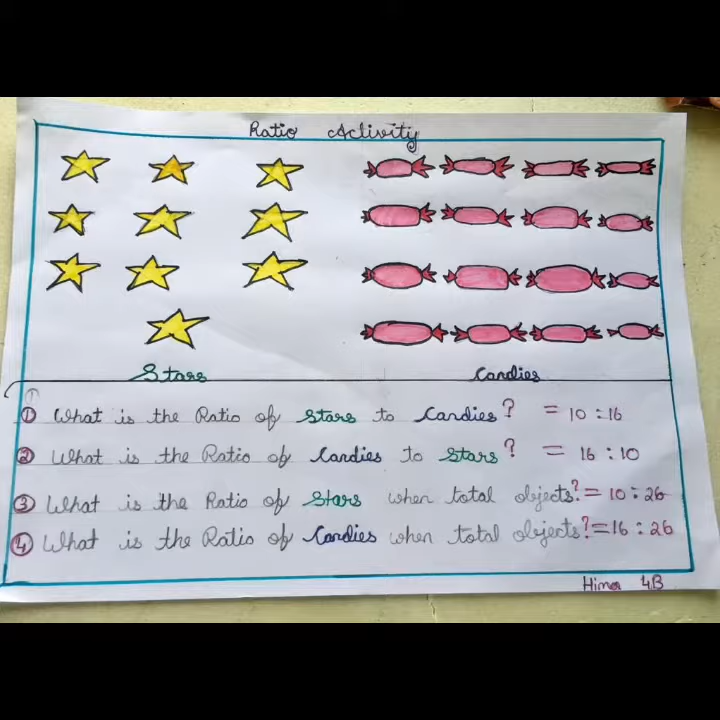 Ratio Activity
Stars Candies
① What is the Ratio of Stars to Candies? = 10 : 16
② What is the Ratio of Candies to Stars? = 16 : 10
③ What is the Ratio of Stars when total objects? = 10 : 26
④ What is the Ratio of Candies when total objects? = 16 : 26
Hima 4B